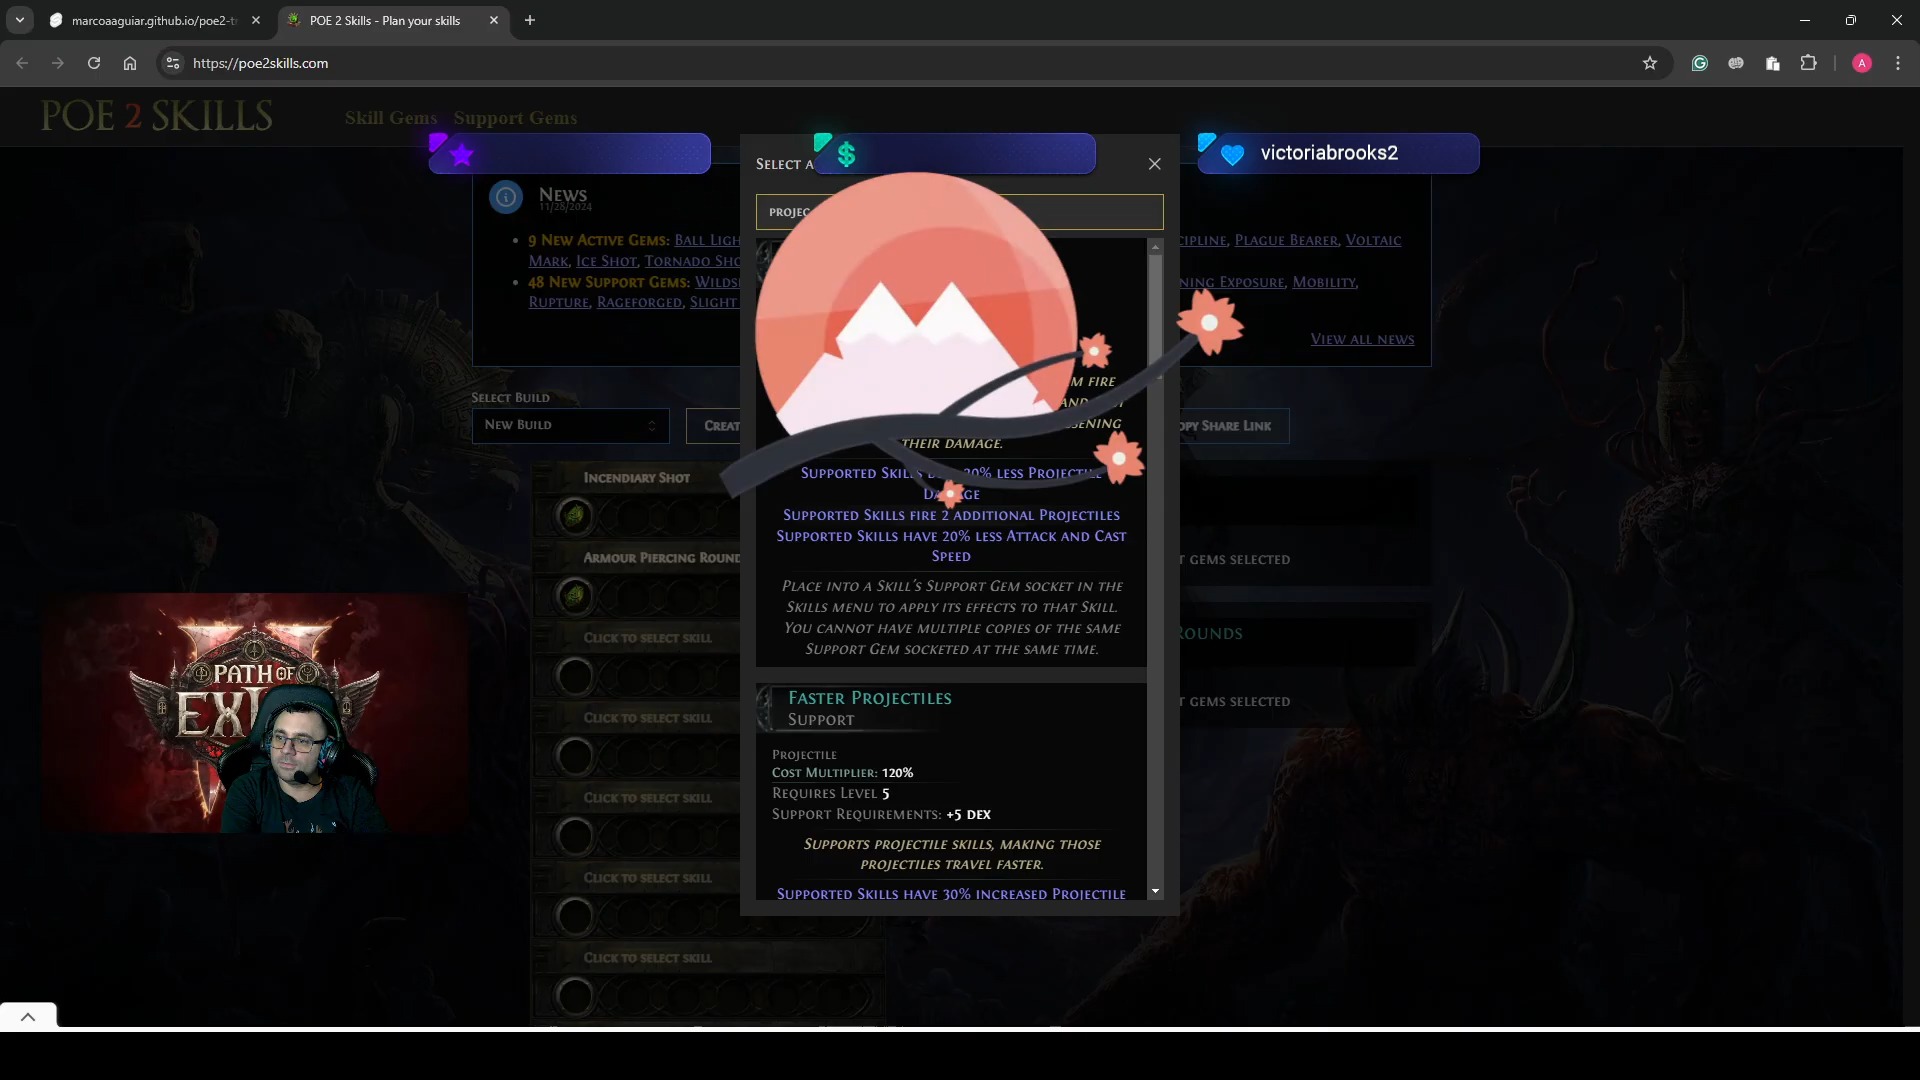 marcoaaguiar.github.io/poe2-tr
POE 2 Skills - Plan your skills
https://poe2skills.com
A
POE 2 SKILLS
Skill Gems
Support Gems
victoriabrooks2
SELECT A
PROJEC
NEWS
11/28/2024
9 NEW ACTIVE GEMS: BALL LIGH
CIPLINE, PLAGUE BEARER, VOLTAIC
MARK, ICE SHOT, TORNADO SHO
48 NEW SUPPORT GEMS: WILDS
NING EXPOSURE, MOBILITY,
RUPTURE, RAGEFORGED, SLIGHT
VIEW ALL NEWS
M FIRE
AND
SENING
THEIR DAMAGE.
SELECT BUILD
NEW BUILD
CREAT
OPY SHARE LINK
SUPPORTED SKILLS 20% LESS PROJECTILE
DAMAGE
SUPPORTED SKILLS FIRE 2 ADDITIONAL PROJECTILES
SUPPORTED SKILLS HAVE 20% LESS ATTACK AND CAST
SPEED
PLACE INTO A SKILL'S SUPPORT GEM SOCKET IN THE
SKILLS MENU TO APPLY ITS EFFECTS TO THAT SKILL.
YOU CANNOT HAVE MULTIPLE COPIES OF THE SAME
SUPPORT GEM SOCKETED AT THE SAME TIME.
FASTER PROJECTILES
SUPPORT
PROJECTILE
COST MULTIPLIER: 120%
REQUIRES LEVEL 5
SUPPORT REQUIREMENTS: +5 DEX
SUPPORTS PROJECTILE SKILLS, MAKING THOSE
PROJECTILES TRAVEL FASTER.
SUPPORTED SKILLS HAVE 30% INCREASED PROJECTILE
INCENDIARY SHOT
ARMOUR PIERCING ROUND
CLICK TO SELECT SKILL
CLICK TO SELECT SKILL
CLICK TO SELECT SKILL
CLICK TO SELECT SKILL
CLICK TO SELECT SKILL
T GEMS SELECTED
ROUNDS
T GEMS SELECTED
PATH OF
EXI